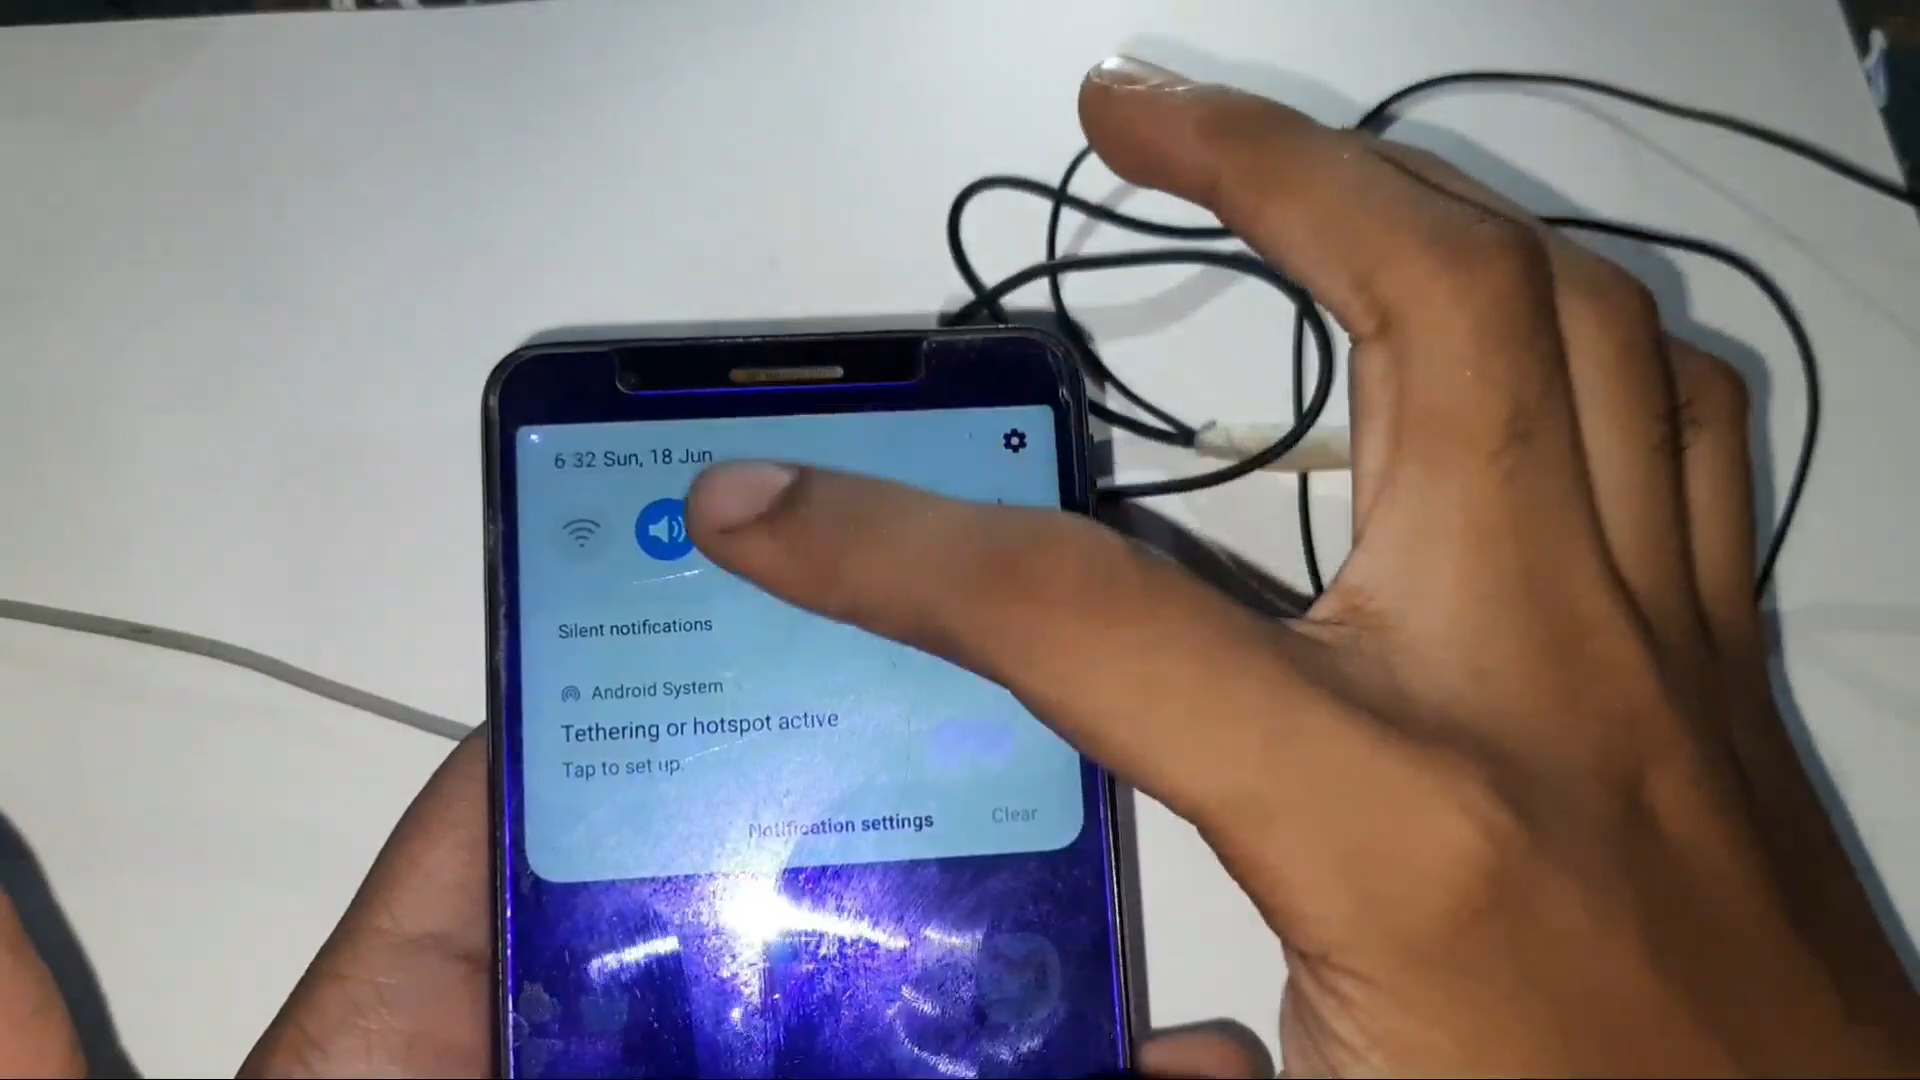 6 32 Sun, 18 Jun
Silent notifications
Android System
Tethering or hotspot active
Tap to set up.
Notification settings
Clear